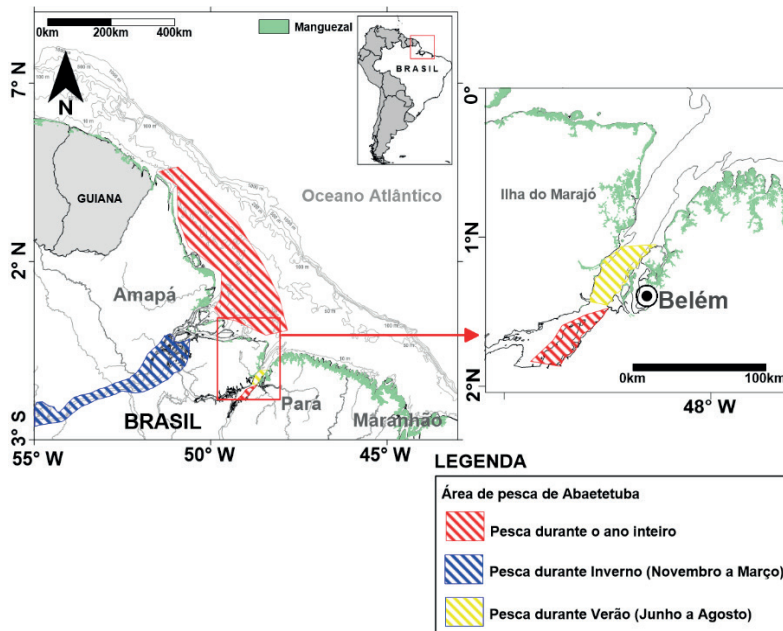 0km 200km 400km
Manguezal
BRASIL
55° W
7° N
N
GUIANA
Oceano Atlântico
2° N
Amapá
BRASIL
Pará
Maranhão
3° S
55° W 50° W 45° W
0°
Ilha do Marajó
1°N
Belém
0km 100km
2°N
48° W
LEGENDA
Área de pesca de Abaetetuba
Pesca durante o ano inteiro
Pesca durante Inverno (Novembro a Março)
Pesca durante Verão (Junho a Agosto)